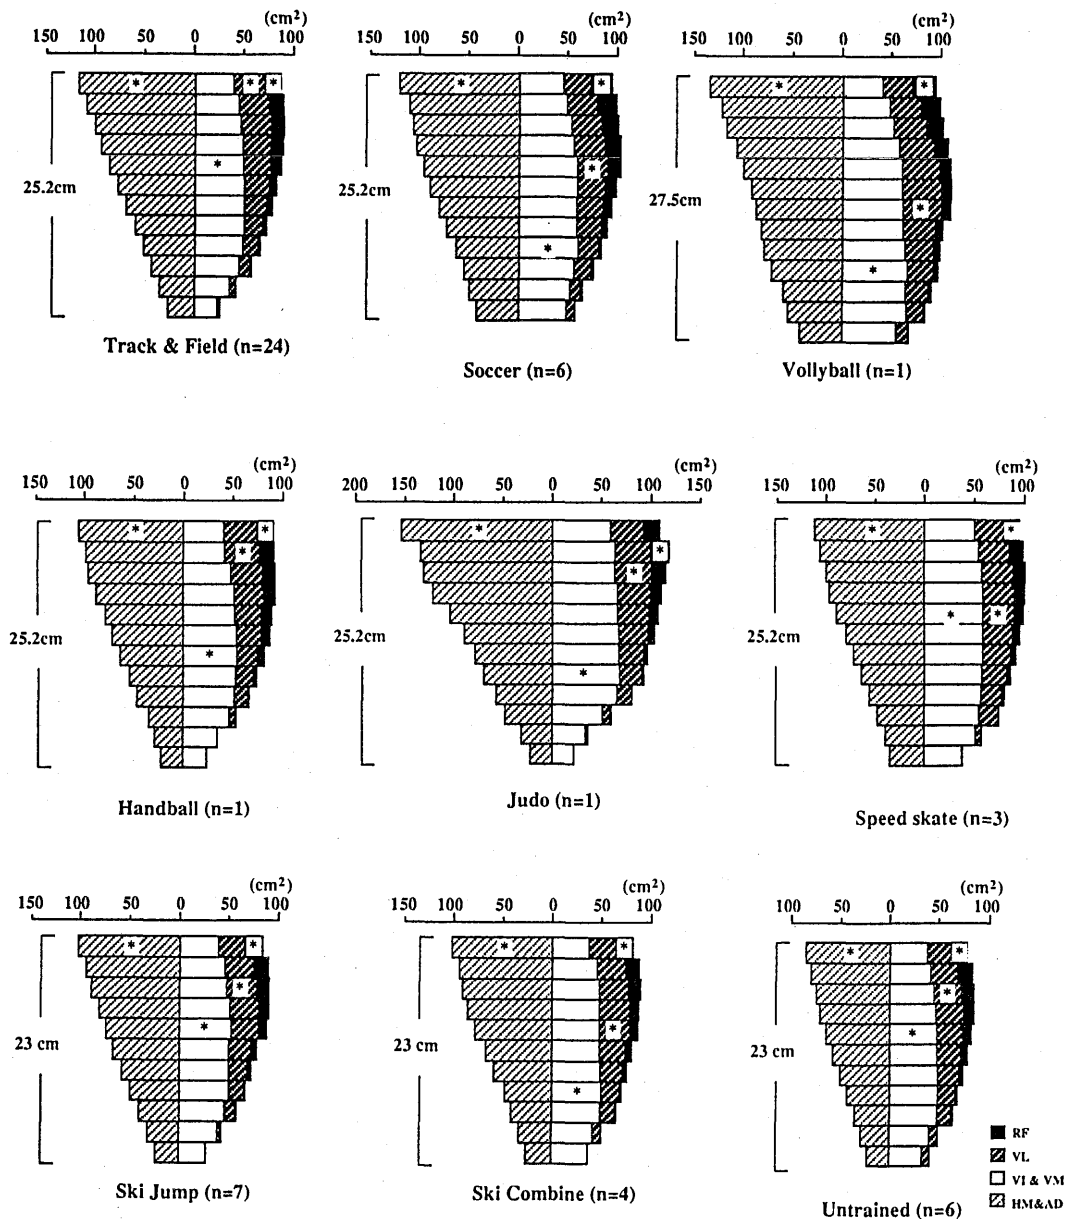 (cm²) (cm²) (cm²)
150 100 50 0 50 100 150 100 50 0 50 100 150 100 50 0 50 100
* * * * * * *
* *
25.2cm 25.2cm 27.5cm *
* *
Track & Field (n=24)
Soccer (n=6) Vollyball (n=1)
(cm²) (cm²) (cm²)
150 100 50 0 50 100 200 150 100 50 0 50 100 150 150 100 50 0 50 100
* * * * *
* *
*
25.2cm 25.2cm 25.2cm * *
* *
Handball (n=1) Judo (n=1) Speed skate (n=3)
(cm²) (cm²) (cm²)
150 100 50 0 50 100 150 100 50 0 50 100 100 50 0 50 100
* * * * * *
* *
23 cm * 23 cm * 23 cm *
*
RF
VL
VI & VM
HM&AD
Ski Jump (n=7) Ski Combine (n=4) Untrained (n=6)